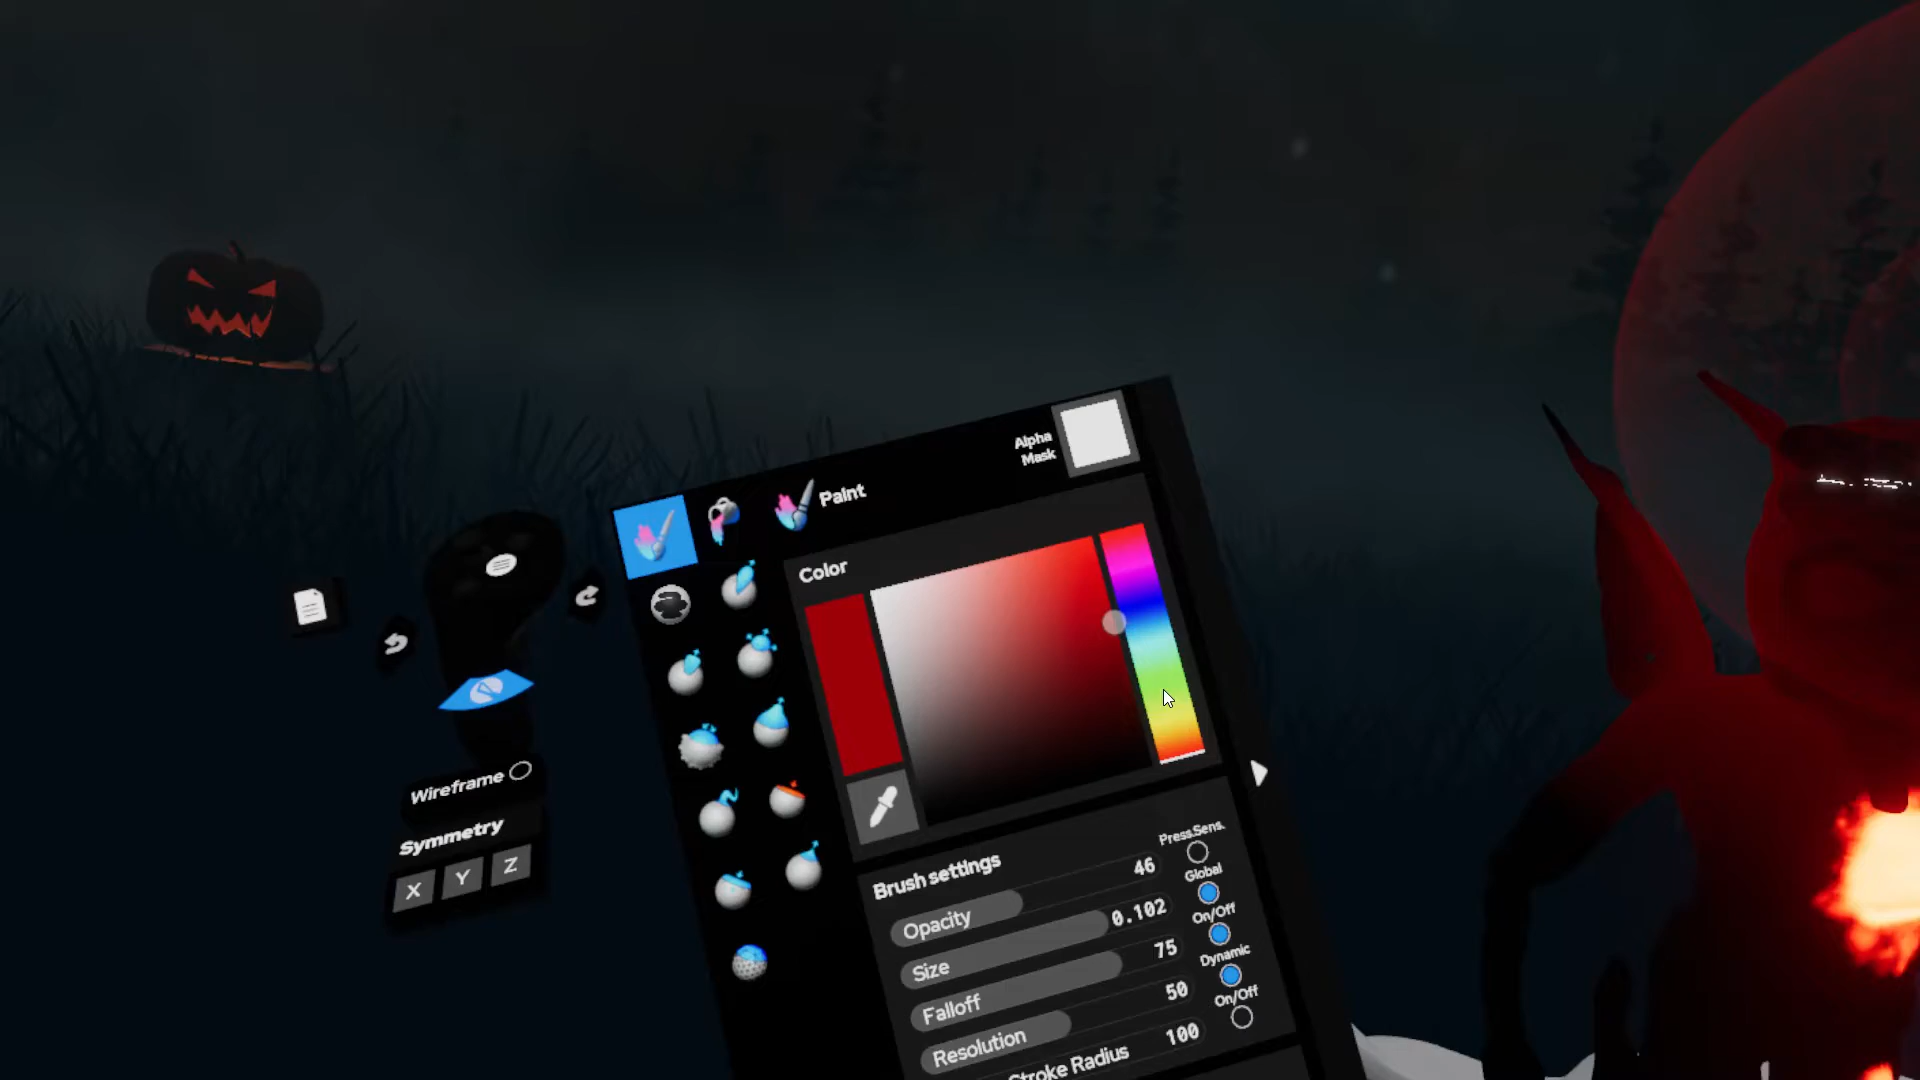 Alpha
Mask
Paint
Color
Wireframe
Symmetry
X Y Z
Brush settings
Press.Sens.
Opacity 46
Global
Size 0.102
On/Off
Falloff 75
Dynamic
Resolution 50
On/Off
Stroke Radius 100